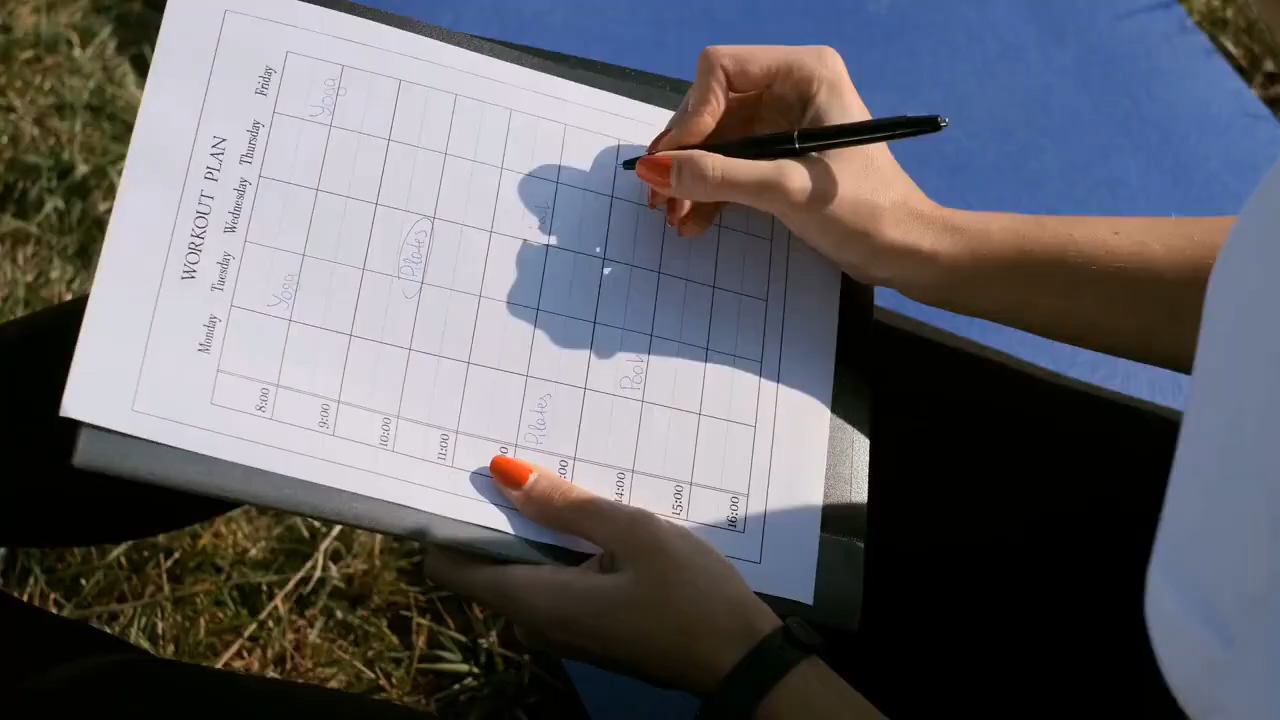 WORKOUT PLAN
Monday Tuesday Wednesday Thursday Friday
8:00 Yoga Yoga
9:00
10:00 Pilates
11:00
Pilates
14:00 Pool
15:00
16:00